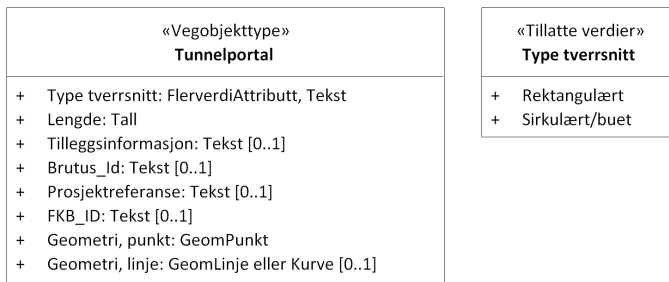 «Vegobjekttype»
Tunnelportal
+ Type tverrsnitt: FlerverdiAttributt, Tekst
+ Lengde: Tall
+ Tilleggsinformasjon: Tekst [0..1]
+ Brutus_Id: Tekst [0..1]
+ Prosjektreferanse: Tekst [0..1]
+ FKB_ID: Tekst [0..1]
+ Geometri, punkt: GeomPunkt
+ Geometri, linje: GeomLinje eller Kurve [0..1]
«Tillatte verdier»
Type tverrsnitt
+ Rektangulært
+ Sirkulært/buet